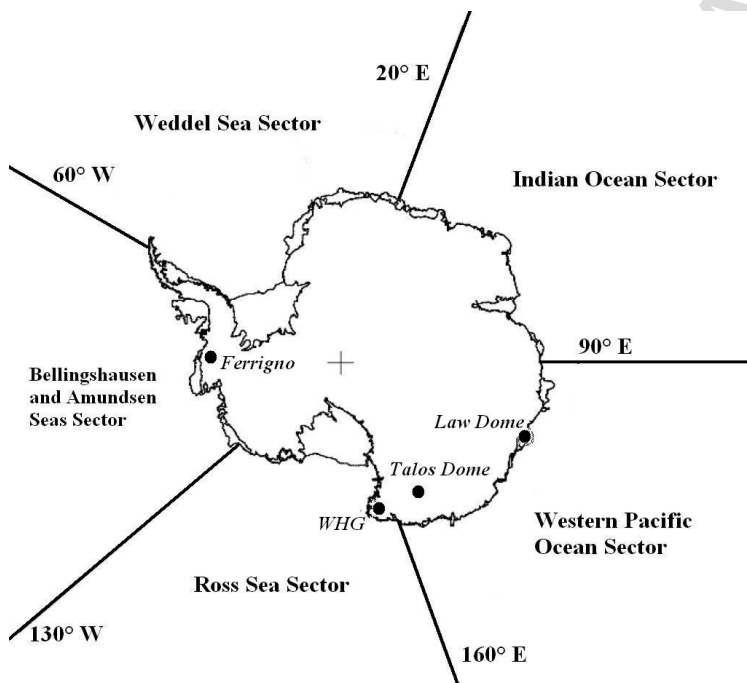 20° E
Weddel Sea Sector
60° W
Indian Ocean Sector
Ferrigno
90° E
Bellingshausen
and Amundsen
Seas Sector
Law Dome
Talos Dome
WHG
Western Pacific
Ocean Sector
Ross Sea Sector
130° W
160° E